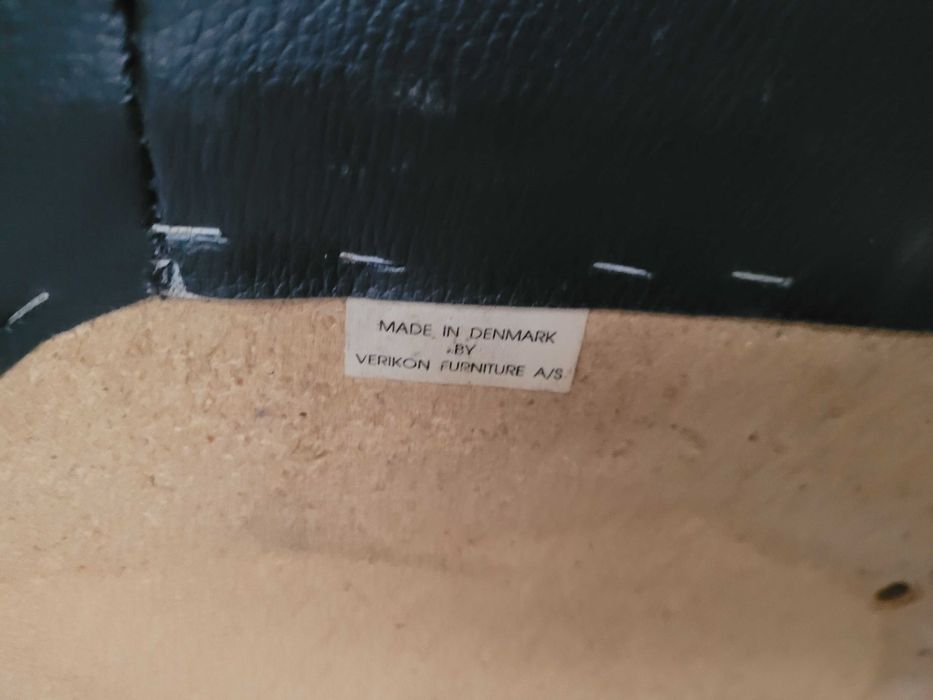 MADE IN DENMARK
BY
VERIKON FURNITURE A/S